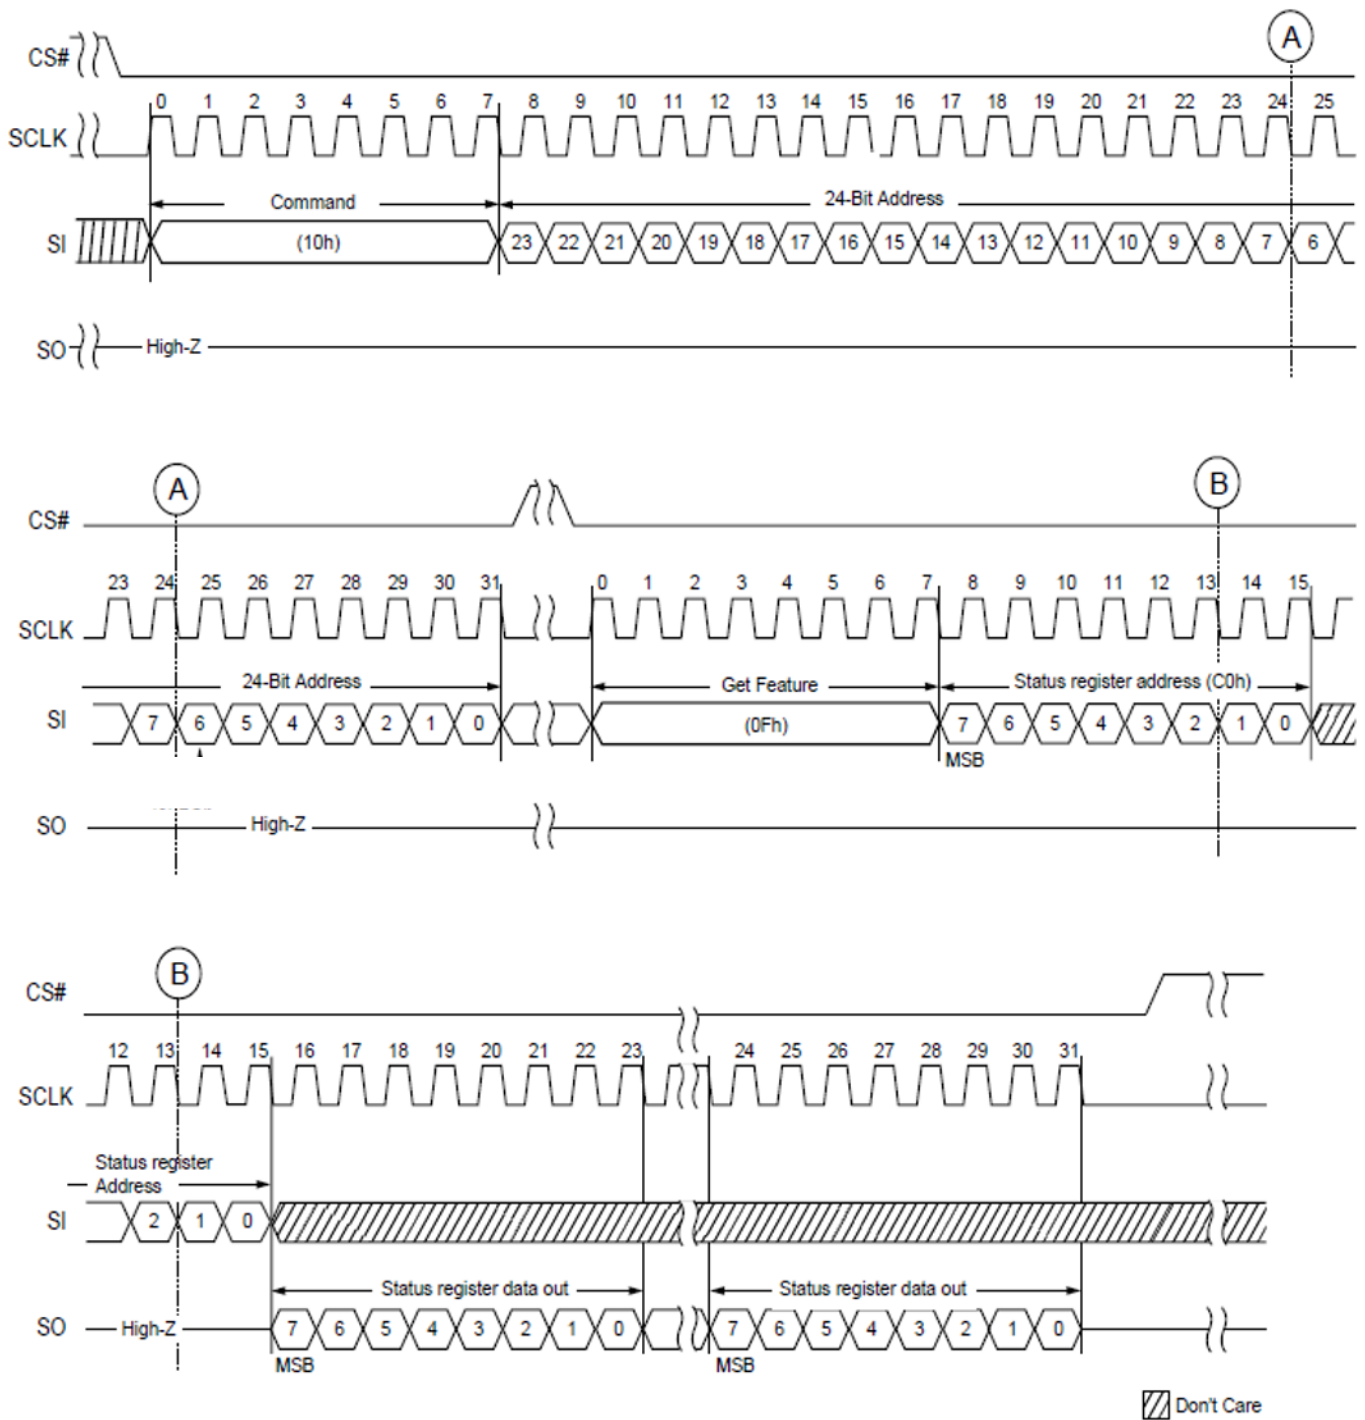 A
CS#
0 1 2 3 4 5 6 7 8 9 10 11 12 13 14 15 16 17 18 19 20 21 22 23 24 25
SCLK
Command 24-Bit Address
SI (10h) 23 22 21 20 19 18 17 16 15 14 13 12 11 10 9 8 7 6
SO High-Z
A B
CS#
23 24 25 26 27 28 29 30 31 0 1 2 3 4 5 6 7 8 9 10 11 12 13 14 15
SCLK
24-Bit Address Get Feature Status register address (C0h)
SI 7 6 5 4 3 2 1 0 (0Fh) 7 6 5 4 3 2 1 0
MSB
SO High-Z
B
CS#
12 13 14 15 16 17 18 19 20 21 22 23 24 25 26 27 28 29 30 31
SCLK
Status register
Address
SI 2 1 0
Status register data out Status register data out
SO High-Z 7 6 5 4 3 2 1 0 7 6 5 4 3 2 1 0
MSB MSB
Don't Care